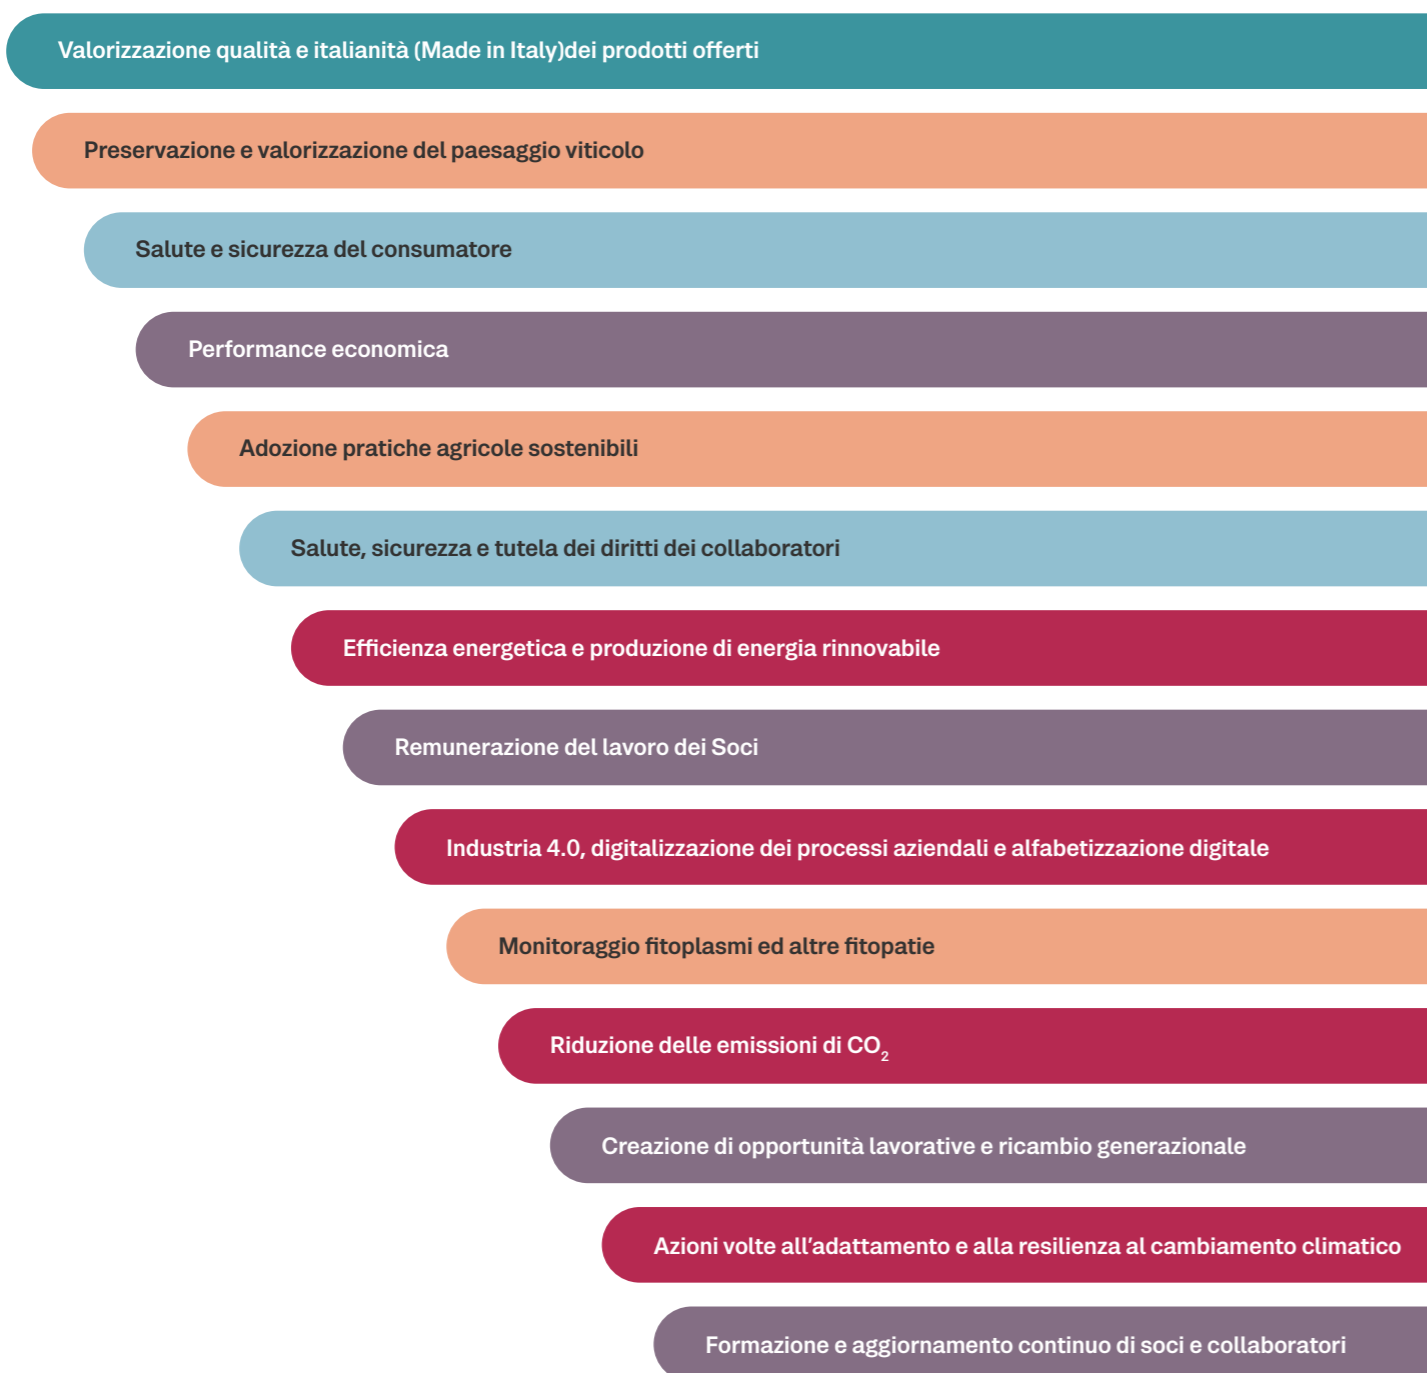 Valorizzazione qualità e italianità (Made in Italy)dei prodotti offerti
Preservazione e valorizzazione del paesaggio viticolo
Salute e sicurezza del consumatore
Performance economica
Adozione pratiche agricole sostenibili
Salute, sicurezza e tutela dei diritti dei collaboratori
Efficienza energetica e produzione di energia rinnovabile
Remunerazione del lavoro dei Soci
Industria 4.0, digitalizzazione dei processi aziendali e alfabetizzazione digitale
Monitoraggio fitoplasmi ed altre fitopatie
Riduzione delle emissioni di CO₂
Creazione di opportunità lavorative e ricambio generazionale
Azioni volte all’adattamento e alla resilienza al cambiamento climatico
Formazione e aggiornamento continuo di soci e collaboratori